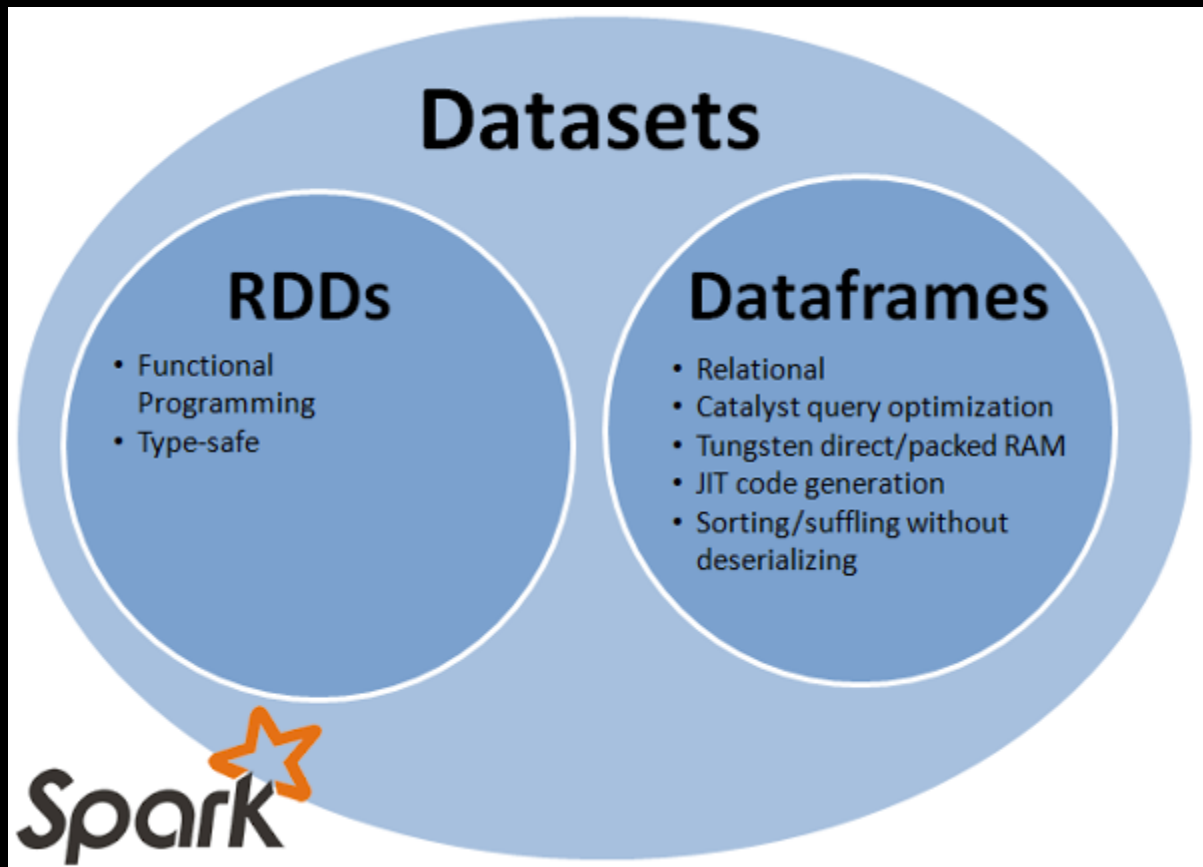 Datasets
RDDs
• Functional
Programming
• Type-safe
Dataframes
• Relational
• Catalyst query optimization
• Tungsten direct/packed RAM
• JIT code generation
• Sorting/suffling without
deserializing
Spark